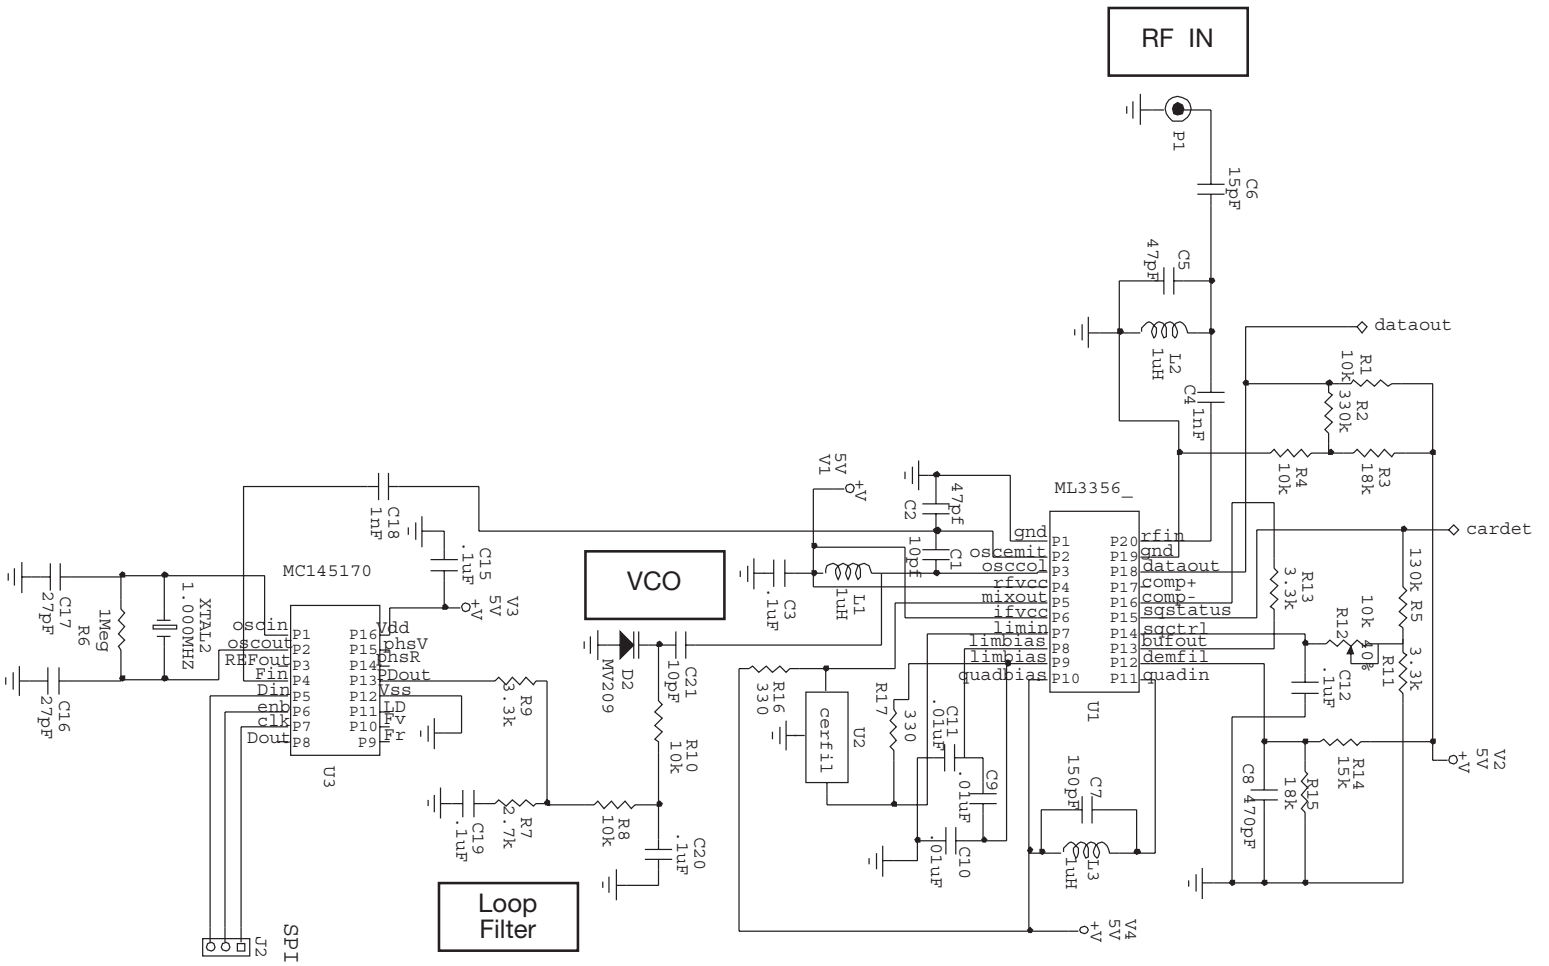 RF IN
P1
C6
15pF
C5
47pF
L2
1uH
C4
1nF
dataout
R1
10k
R2
330k
R3
18k
R4
10k
cardet
ML3356_
gnd P1
oscemit P2
osccol P3
rfvcc P4
mixout P5
ifvcc P6
limin P7
limbias P8
limbias P9
quadbias P10
P20 rfin
P19 gnd
P18 dataout
P17 comp+
P16 comp-
P15 sqstatus
P14 sqctrl
P13 bufout
P12 demfil
P11 quadin
U1
R13
3.3k
130k
R5
10k
R12
40%
R11
3.3k
C12
.1uF
R14
15k
R15
18k
C8
470pF
V2
5V
+V
V1
5V
+V
C2
47pf
C1
10pf
L1
1uH
C3
.1uF
VCO
D2
MV209
C21
10pF
R10
10k
R16
330
cerfil
U2
R17
330
C11
.01uF
C9
.01uF
C10
.01uF
C7
150pF
L3
1uH
V4
5V
+V
C18
1nF
C15
.1uF
V3
5V
+V
MC145170
oscin P1
oscout P2
REFout P3
Fin P4
Din P5
enb P6
clk P7
Dout P8
P16 Vdd
P15 phsV
P14 phsR
P13 PDout
P12 Vss
P11 LD
P10 Fv
P9 Fr
U3
C17
27pF
R6
1Meg
XTAL2
1.000MHZ
C16
27pF
R9
3.3k
R7
2.7k
C19
.1uF
R8
10k
C20
.1uF
Loop
Filter
J2
SPI